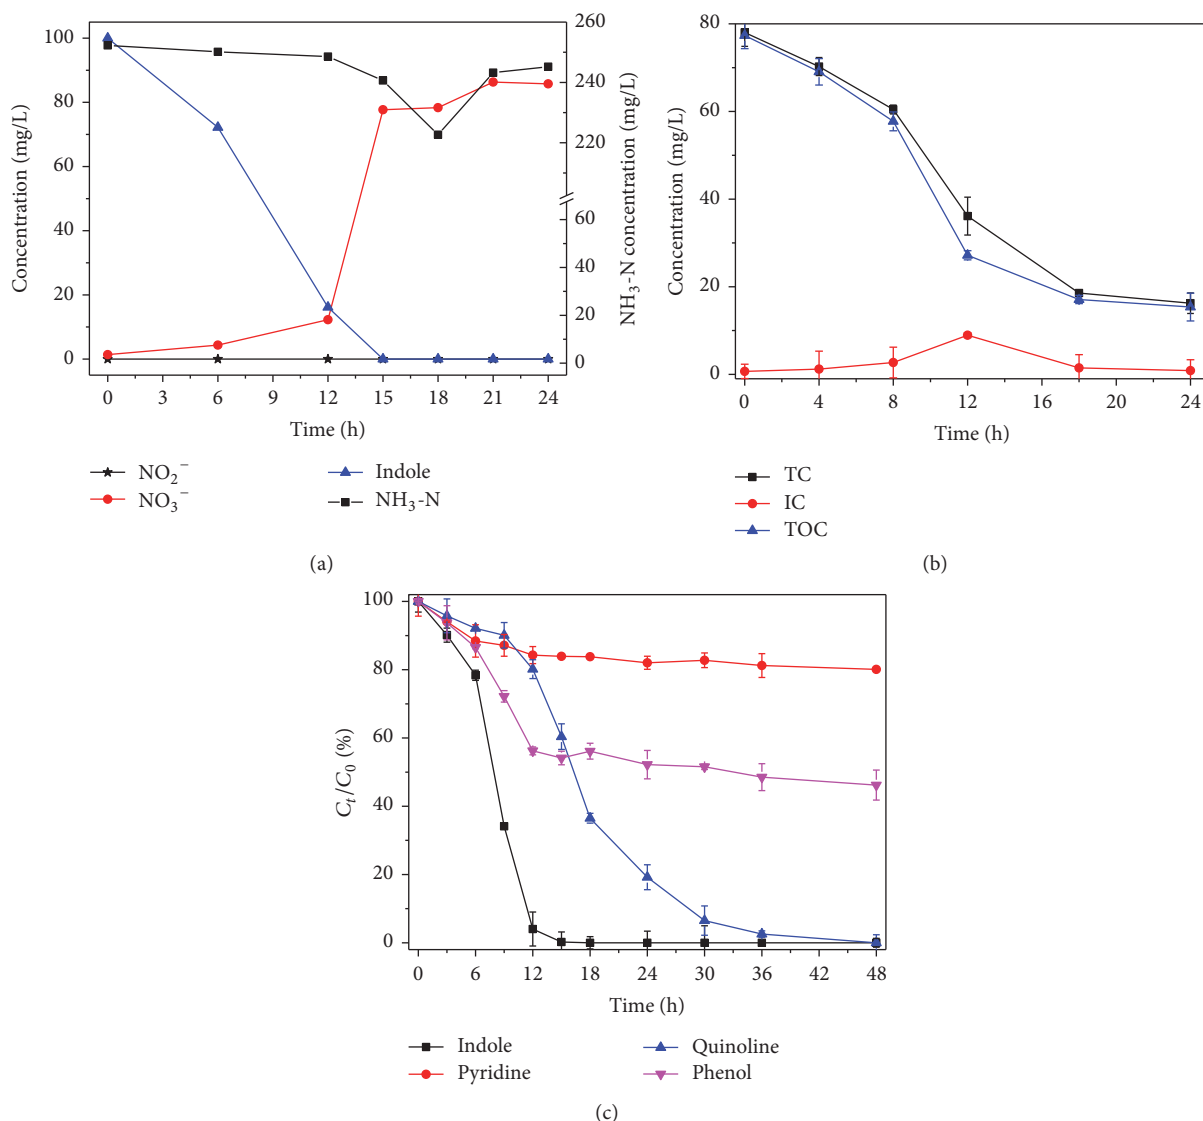 100
80
60
40
20
0
Concentration (mg/L)
260
240
220
60
40
20
0
NH₃-N concentration (mg/L)
0 3 6 9 12 15 18 21 24
Time (h)
NO₂⁻ Indole
NO₃⁻ NH₃-N
(a)
80
60
40
20
0
Concentration (mg/L)
0 4 8 12 16 20 24
Time (h)
TC
IC
TOC
(b)
100
80
60
40
20
0
Cₜ/C₀ (%)
0 6 12 18 24 30 36 42 48
Time (h)
Indole Quinoline
Pyridine Phenol
(c)